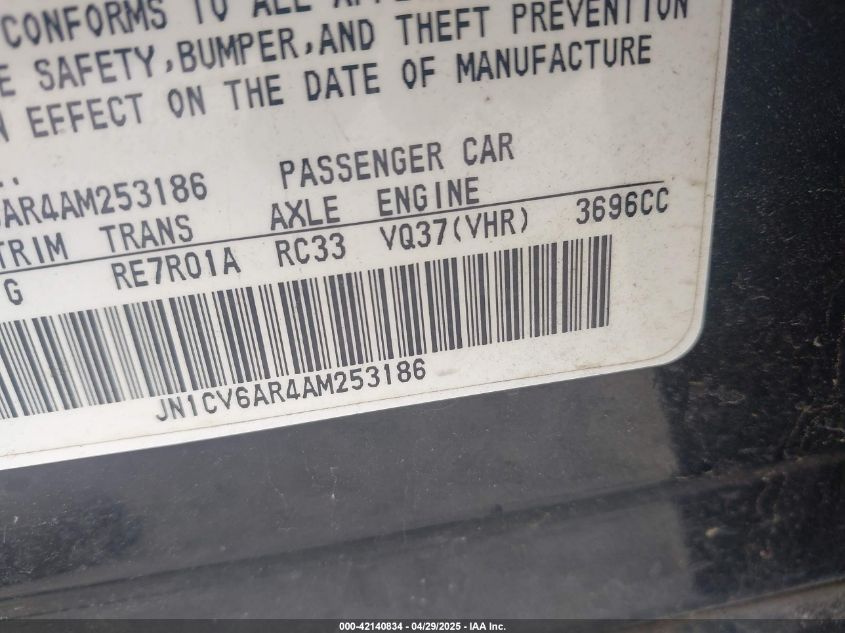 CONFORMS TO ALL
SAFETY,BUMPER,AND THEFT PREVENTION
EFFECT ON THE DATE OF MANUFACTURE
AR4AM253186 PASSENGER CAR
TRIM TRANS AXLE ENGINE
G RE7R01A RC33 VQ37(VHR) 3696CC
JN1CV6AR4AM253186
000-42140834 - 04/29/2025 - IAA Inc.